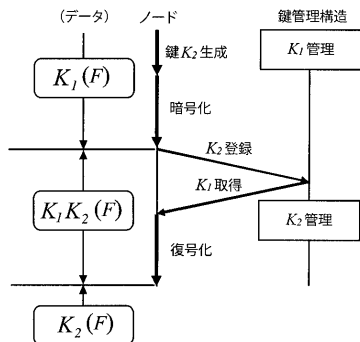 (データ)
ノード
鍵管理構造
鍵K₂生成
K₁管理
K₁(F)
暗号化
K₂登録
K₁取得
K₁K₂(F)
K₂管理
復号化
K₂(F)